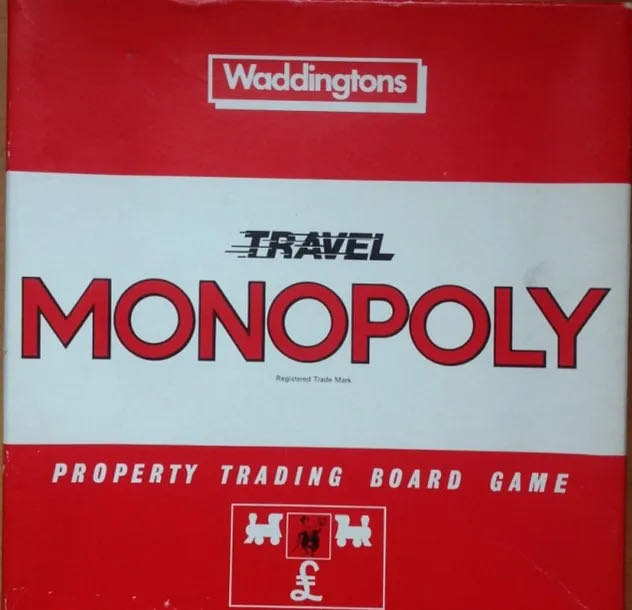 Waddingtons
TRAVEL
MONOPOLY
Registered Trade Mark
PROPERTY TRADING BOARD GAME
£